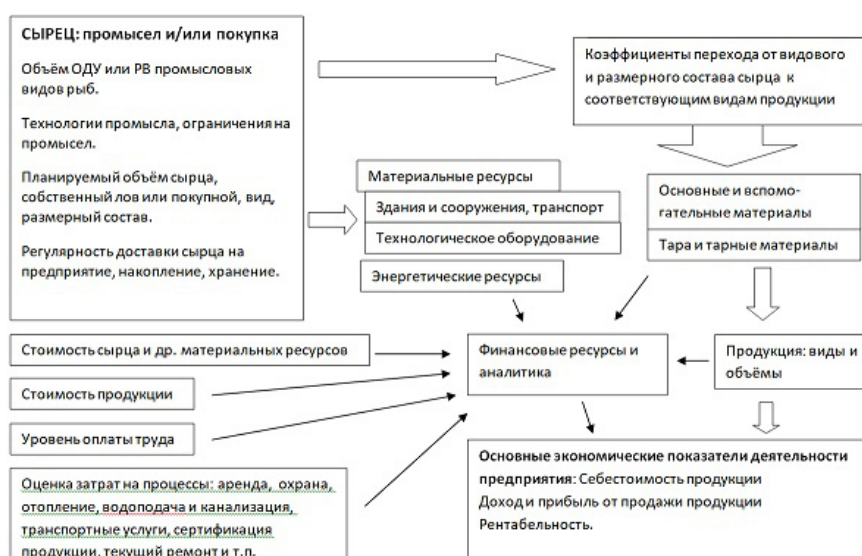 СЫРЕЦ: промысел и/или покупка
Объём ОДУ или РВ промысловых
видов рыб.
Технологии промысла, ограничения на
промысел.
Планируемый объём сырца,
собственный лов или покупной, вид,
размерный состав.
Регулярность доставки сырца на
предприятие, накопление, хранение.
Коэффициенты перехода от видового
и размерного состава сырца к
соответствующим видам продукции
Материальные ресурсы
Здания и сооружения, транспорт
Технологическое оборудование
Энергетические ресурсы
Основные и вспомо-
гательные материалы
Тара и тарные материалы
Стоимость сырца и др. материальных ресурсов
Стоимость продукции
Уровень оплаты труда
Оценка затрат на процессы: аренда, охрана,
отопление, водоподача и канализация,
транспортные услуги, сертификация
продукции, текущий ремонт и т.п.
Финансовые ресурсы и
аналитика
Продукция: виды и
объёмы
Основные экономические показатели деятельности
предприятия: Себестоимость продукции
Доход и прибыль от продажи продукции
Рентабельность.